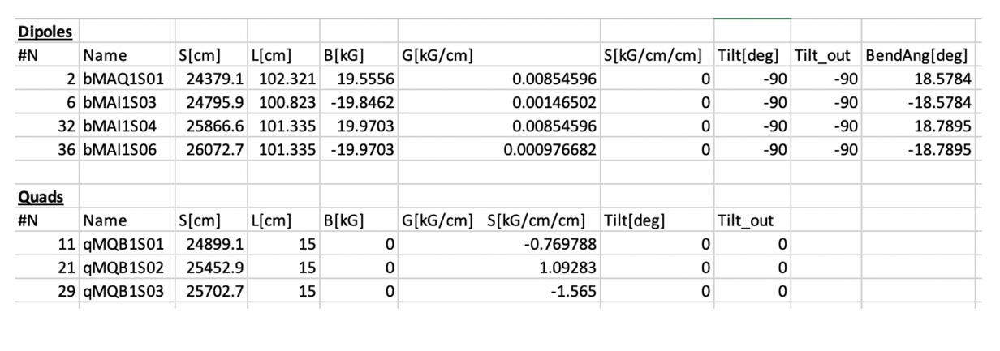 Dipoles
#N Name S[cm] L[cm] B[kG] G[kG/cm] S[kG/cm/cm] Tilt[deg] Tilt_out BendAng[deg]
2 bMAQ1S01 24379.1 102.321 19.5556 0.00854596 0 -90 -90 18.5784
6 bMAI1S03 24795.9 100.823 -19.8462 0.00146502 0 -90 -90 -18.5784
32 bMAI1S04 25866.6 101.335 19.9703 0.00854596 0 -90 -90 18.7895
36 bMAI1S06 26072.7 101.335 -19.9703 0.000976682 0 -90 -90 -18.7895
Quads
#N Name S[cm] L[cm] B[kG] G[kG/cm] S[kG/cm/cm] Tilt[deg] Tilt_out
11 qMQB1S01 24899.1 15 0 -0.769788 0 0
21 qMQB1S02 25452.9 15 0 1.09283 0 0
29 qMQB1S03 25702.7 15 0 -1.565 0 0